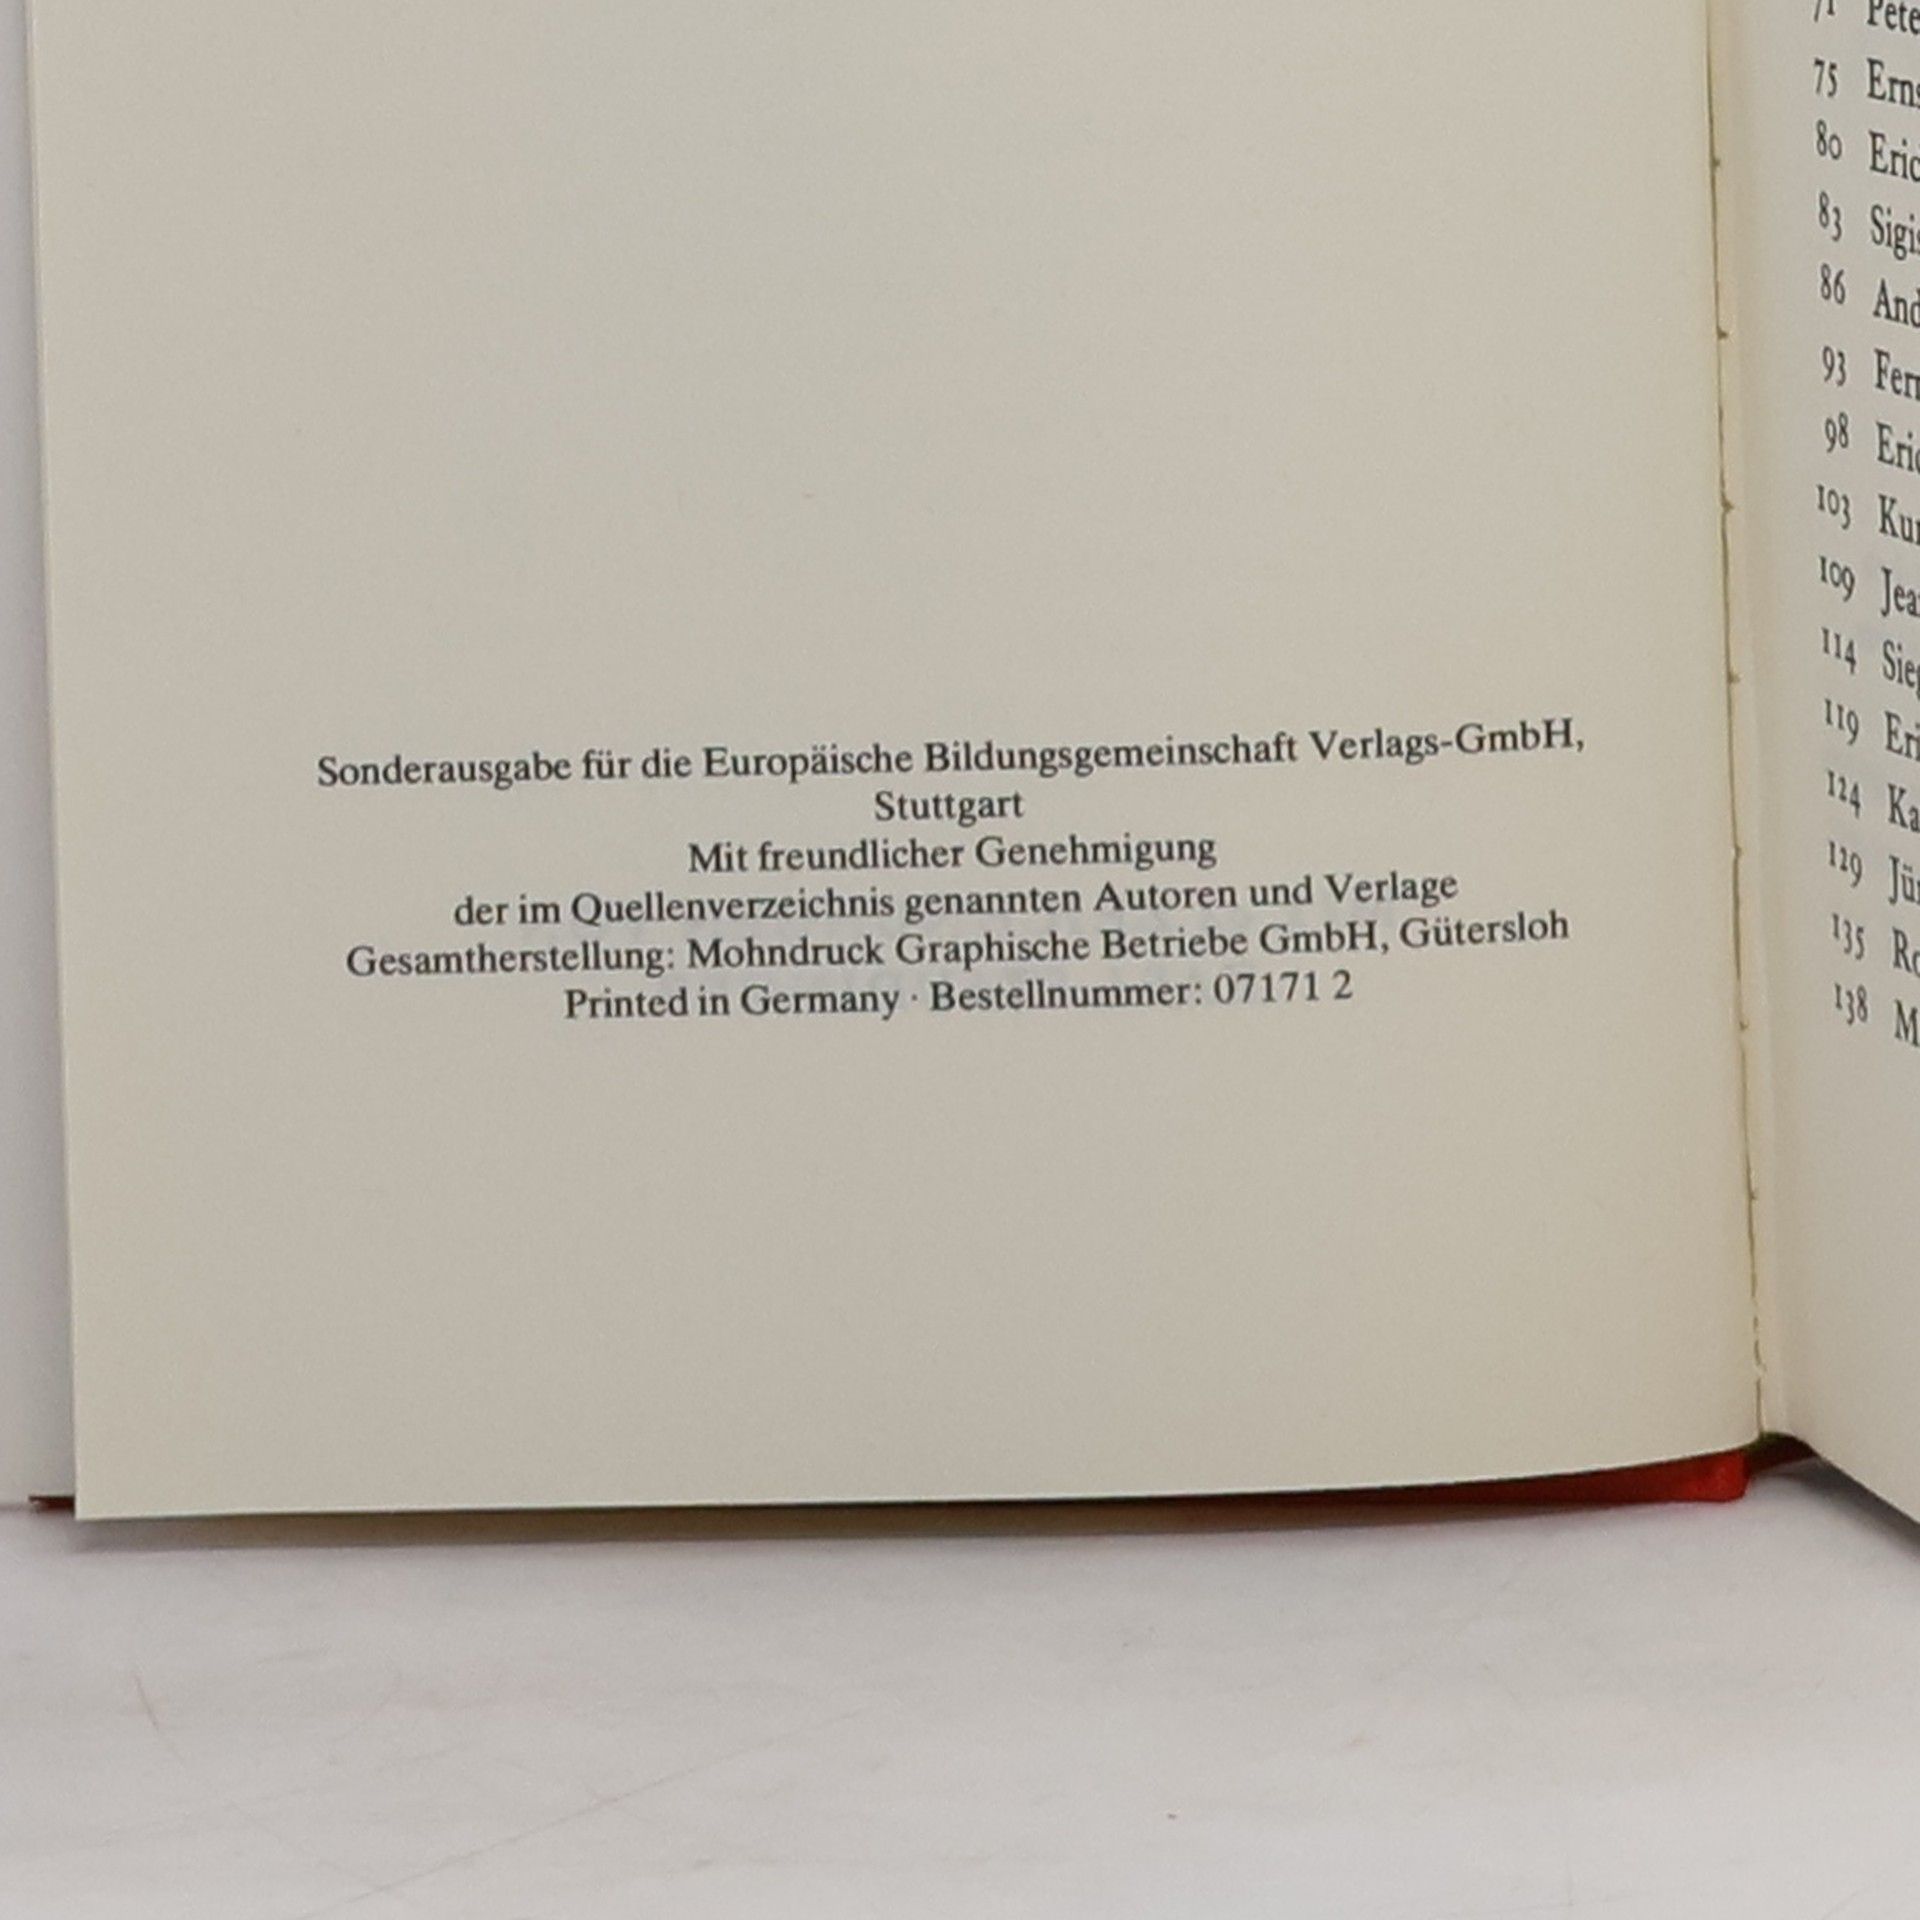 Sonderausgabe für die Europäische Bildungsgemeinschaft Verlags-GmbH,
Stuttgart
Mit freundlicher Genehmigung
der im Quellenverzeichnis genannten Autoren und Verlage
Gesamtherstellung: Mohndruck Graphische Betriebe GmbH, Gütersloh
Printed in Germany · Bestellnummer: 07171 2
71
75
80
83
86
93
98
103
109
114
119
124
129
135
138